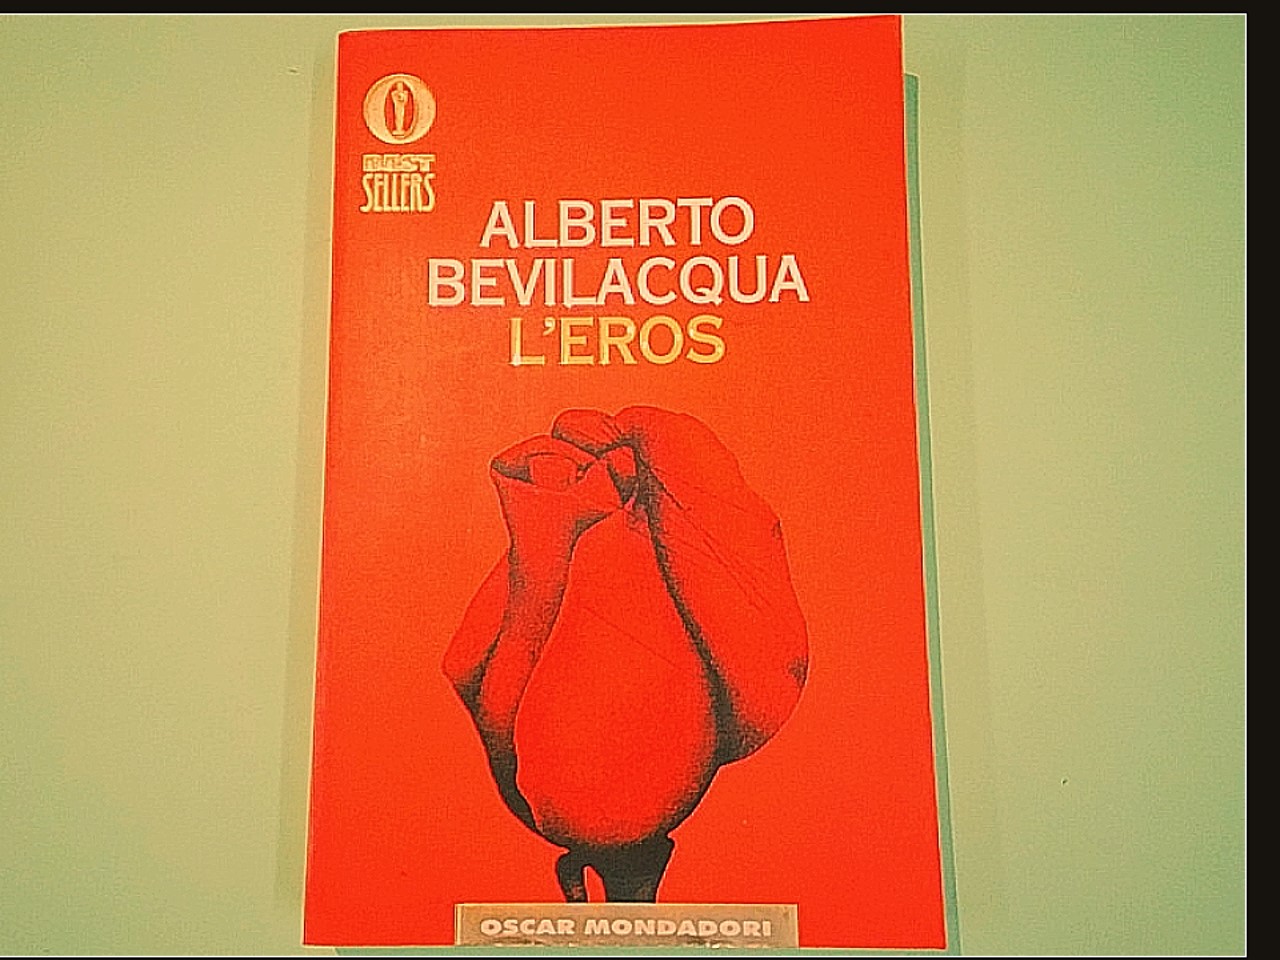 BEST
SELLERS
ALBERTO
BEVILACQUA
L'EROS
OSCAR MONDADORI